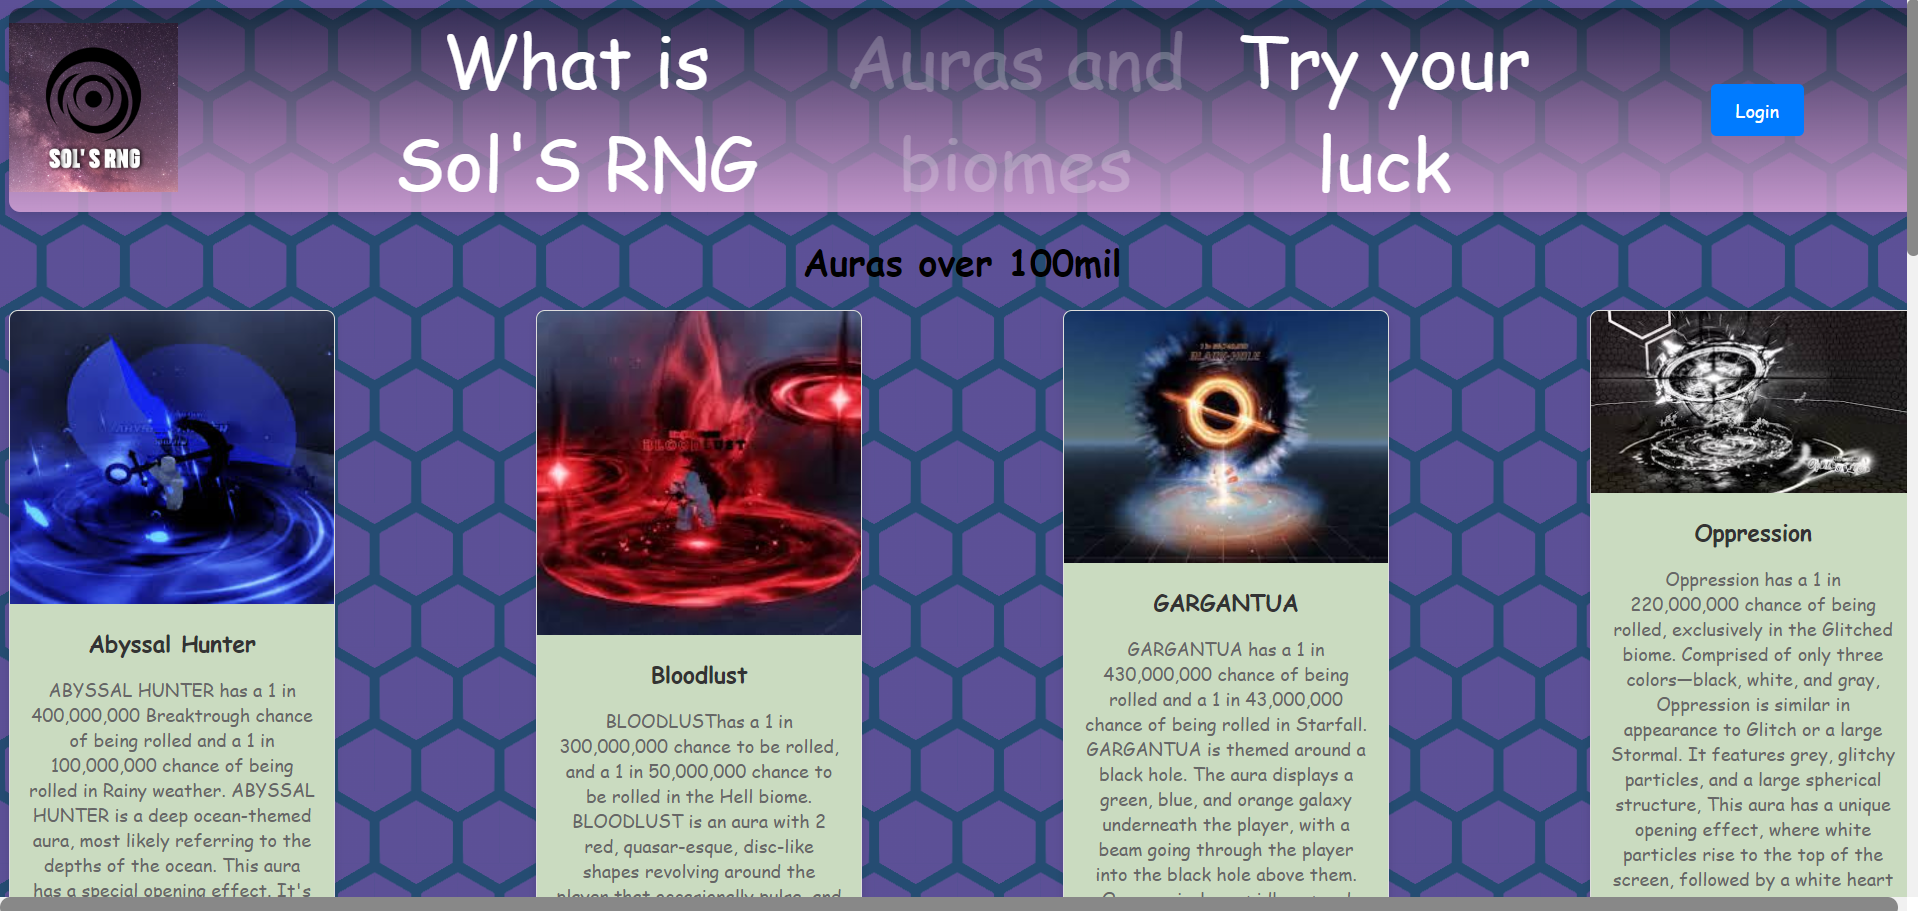 SOL'S RNG
What is
Sol'S RNG
Auras and
biomes
Try your
luck
Login
Auras over 100mil
BLOODLUST
BLACK-HOLE
Abyssal Hunter
ABYSSAL HUNTER has a 1 in
400,000,000 Breaktrough chance
of being rolled and a 1 in
100,000,000 chance of being
rolled in Rainy weather. ABYSSAL
HUNTER is a deep ocean-themed
aura, most likely referring to the
depths of the ocean. This aura
has a special opening effect. It's
Bloodlust
BLOODLUSThas a 1 in
300,000,000 chance to be rolled,
and a 1 in 50,000,000 chance to
be rolled in the Hell biome.
BLOODLUST is an aura with 2
red, quasar-esque, disc-like
shapes revolving around the
player that occasionally pulse, and
GARGANTUA
GARGANTUA has a 1 in
430,000,000 chance of being
rolled and a 1 in 43,000,000
chance of being rolled in Starfall.
GARGANTUA is themed around a
black hole. The aura displays a
green, blue, and orange galaxy
underneath the player, with a
beam going through the player
into the black hole above them.
Oppression
Oppression has a 1 in
220,000,000 chance of being
rolled, exclusively in the Glitched
biome. Comprised of only three
colors—black, white, and gray,
Oppression is similar in
appearance to Glitch or a large
Stormal. It features grey, glitchy
particles, and a large spherical
structure, This aura has a unique
opening effect, where white
particles rise to the top of the
screen, followed by a white heart